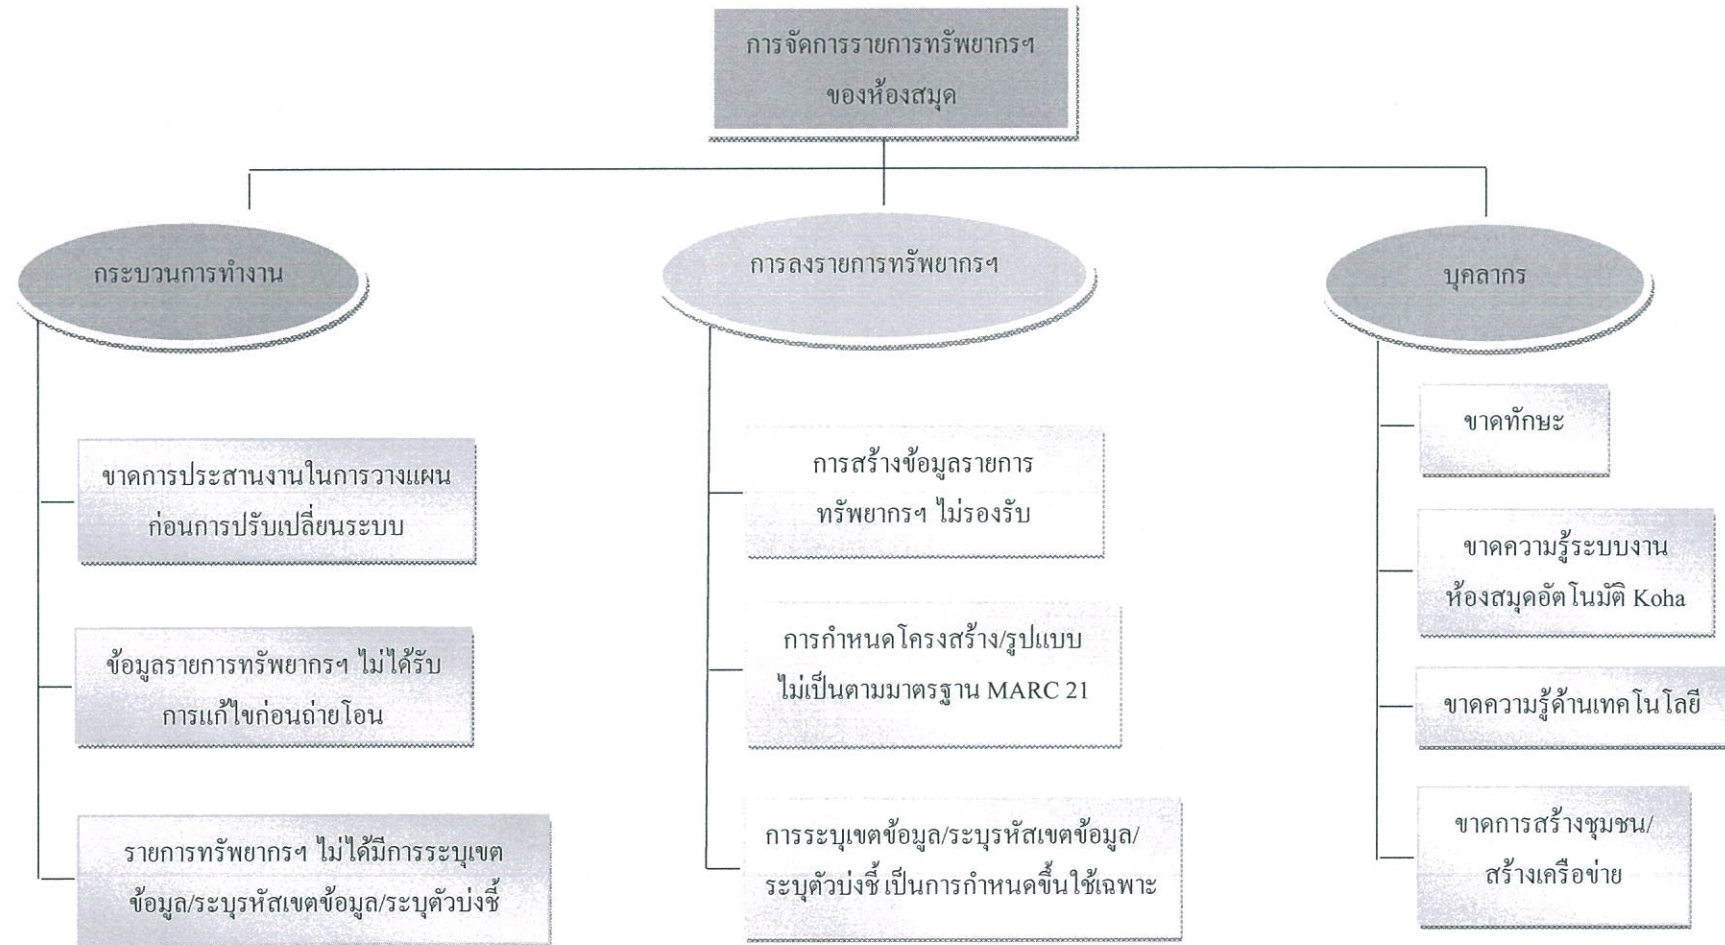 การจัดการรายการทรัพยากรฯ
ของห้องสมุด
กระบวนการทำงาน
ขาดการประสานงานในการวางแผน
ก่อนการปรับเปลี่ยนระบบ
ข้อมูลรายการทรัพยากรฯ ไม่ได้รับ
การแก้ไขก่อนถ่ายโอน
รายการทรัพยากรฯ ไม่ได้มีการระบุเขต
ข้อมูล/ระบุรหัสเขตข้อมูล/ระบุตัวบ่งชี้
การลงรายการทรัพยากรฯ
การสร้างข้อมูลรายการ
ทรัพยากรฯ ไม่รองรับ
การกำหนดโครงสร้าง/รูปแบบ
ไม่เป็นตามมาตรฐาน MARC 21
การระบุเขตข้อมูล/ระบุรหัสเขตข้อมูล/
ระบุตัวบ่งชี้ เป็นการกำหนดขึ้นใช้เฉพาะ
บุคลากร
ขาดทักษะ
ขาดความรู้ระบบงาน
ห้องสมุดอัตโนมัติ Koha
ขาดความรู้ด้านเทคโนโลยี
ขาดการสร้างชุมชน/
สร้างเครือข่าย